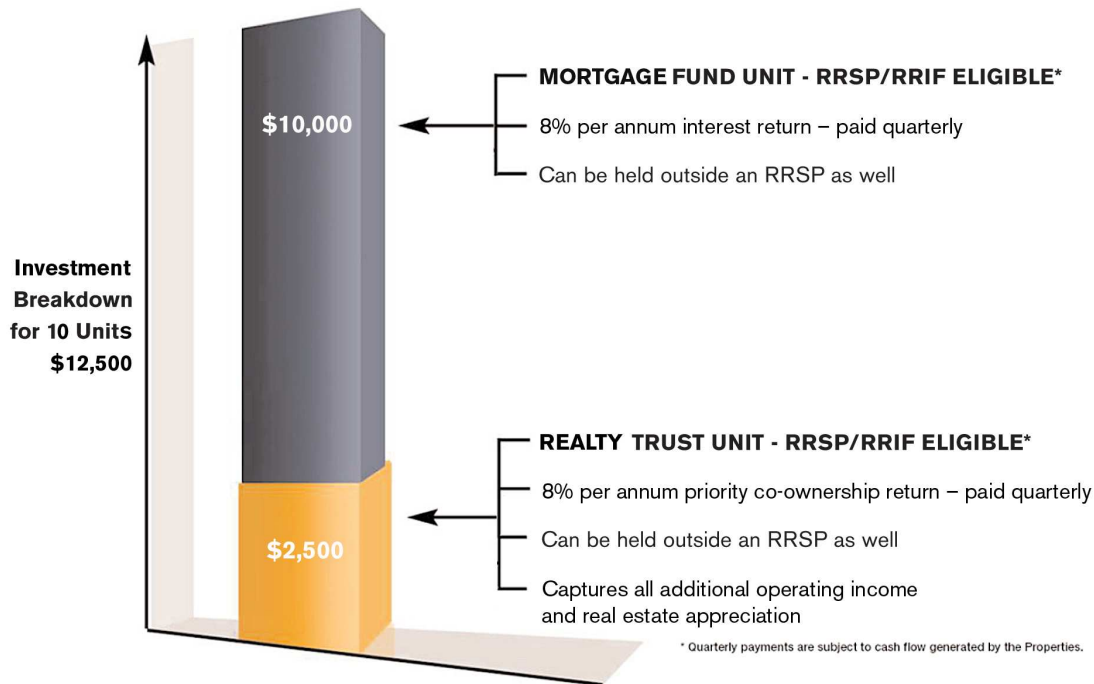 $10,000
MORTGAGE FUND UNIT - RRSP/RRIF ELIGIBLE*
8% per annum interest return – paid quarterly
Can be held outside an RRSP as well
Investment
Breakdown
for 10 Units
$12,500
$2,500
REALTY TRUST UNIT - RRSP/RRIF ELIGIBLE*
8% per annum priority co-ownership return – paid quarterly
Can be held outside an RRSP as well
Captures all additional operating income
and real estate appreciation
* Quarterly payments are subject to cash flow generated by the Properties.